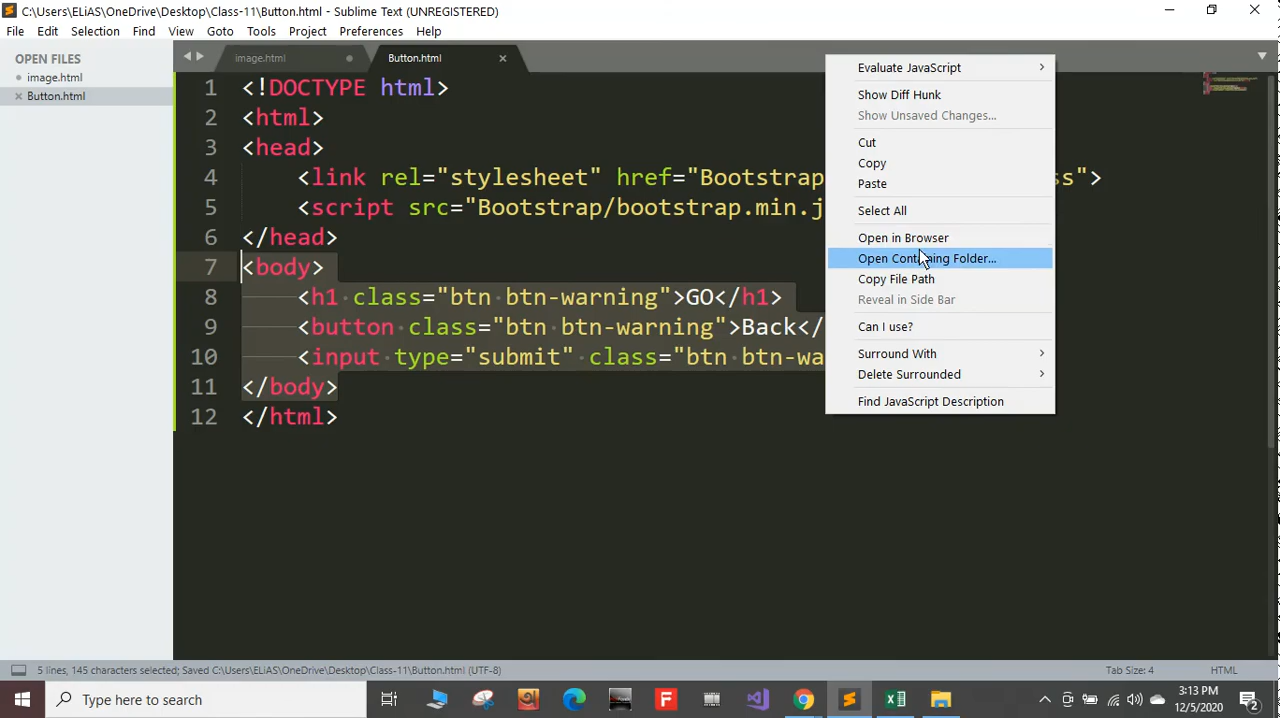 C:\Users\ELiAS\OneDrive\Desktop\Class-11\Button.html - Sublime Text (UNREGISTERED)
File Edit Selection Find View Goto Tools Project Preferences Help
OPEN FILES
image.html
Button.html
image.html Button.html
1 <!DOCTYPE html>
2 <html>
3 <head>
4 <link rel="stylesheet" href="Bootstrap ss">
5 <script src="Bootstrap/bootstrap.min.j
6 </head>
7 <body>
8 <h1 class="btn btn-warning">GO</h1>
9 <button class="btn btn-warning">Back</
10 <input type="submit" class="btn btn-wa
11 </body>
12 </html>
Evaluate JavaScript
Show Diff Hunk
Show Unsaved Changes...
Cut
Copy
Paste
Select All
Open in Browser
Open Containing Folder...
Copy File Path
Reveal in Side Bar
Can I use?
Surround With
Delete Surrounded
Find JavaScript Description
5 lines, 145 characters selected; Saved C:\Users\ELiAS\OneDrive\Desktop\Class-11\Button.html (UTF-8) Tab Size: 4 HTML
Type here to search
3:13 PM
12/5/2020
2